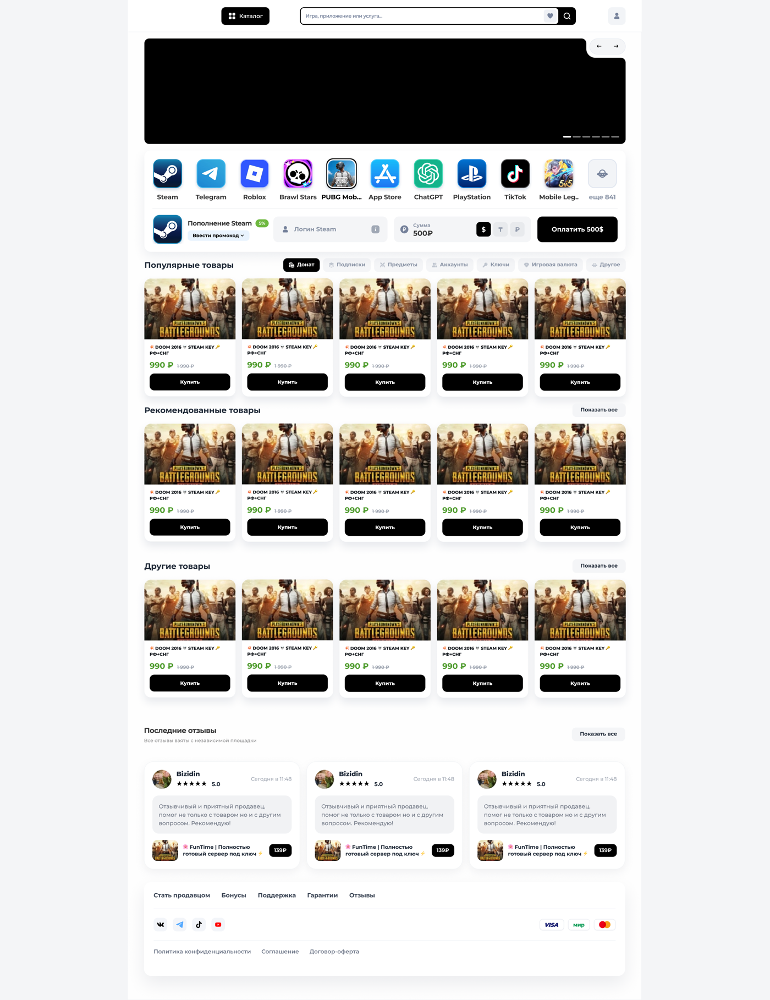 Каталог
Игра, приложение или услуга...
Steam
Telegram
Roblox
Brawl Stars
PUBG Mob...
App Store
ChatGPT
PlayStation
TikTok
Mobile Leg..
еще 841
Пополнение Steam 5%
Ввести промокод
Логин Steam
Сумма
500₽
$ ₸ ₽
Оплатить 500$
Популярные товары
Донат
Подписки
Предметы
Аккаунты
Ключи
Игровая валюта
Другое
PLAYERUNKNOWN'S
BATTLEGROUNDS
DOOM 2016 STEAM KEY
РФ+СНГ
990 ₽ 1 990 ₽
Купить
PLAYERUNKNOWN'S
BATTLEGROUNDS
DOOM 2016 STEAM KEY
РФ+СНГ
990 ₽ 1 990 ₽
Купить
PLAYERUNKNOWN'S
BATTLEGROUNDS
DOOM 2016 STEAM KEY
РФ+СНГ
990 ₽ 1 990 ₽
Купить
PLAYERUNKNOWN'S
BATTLEGROUNDS
DOOM 2016 STEAM KEY
РФ+СНГ
990 ₽ 1 990 ₽
Купить
PLAYERUNKNOWN'S
BATTLEGROUNDS
DOOM 2016 STEAM KEY
РФ+СНГ
990 ₽ 1 990 ₽
Купить
Рекомендованные товары
Показать все
PLAYERUNKNOWN'S
BATTLEGROUNDS
DOOM 2016 STEAM KEY
РФ+СНГ
990 ₽ 1 990 ₽
Купить
PLAYERUNKNOWN'S
BATTLEGROUNDS
DOOM 2016 STEAM KEY
РФ+СНГ
990 ₽ 1 990 ₽
Купить
PLAYERUNKNOWN'S
BATTLEGROUNDS
DOOM 2016 STEAM KEY
РФ+СНГ
990 ₽ 1 990 ₽
Купить
PLAYERUNKNOWN'S
BATTLEGROUNDS
DOOM 2016 STEAM KEY
РФ+СНГ
990 ₽ 1 990 ₽
Купить
PLAYERUNKNOWN'S
BATTLEGROUNDS
DOOM 2016 STEAM KEY
РФ+СНГ
990 ₽ 1 990 ₽
Купить
Другие товары
Показать все
PLAYERUNKNOWN'S
BATTLEGROUNDS
DOOM 2016 STEAM KEY
РФ+СНГ
990 ₽ 1 990 ₽
Купить
PLAYERUNKNOWN'S
BATTLEGROUNDS
DOOM 2016 STEAM KEY
РФ+СНГ
990 ₽ 1 990 ₽
Купить
PLAYERUNKNOWN'S
BATTLEGROUNDS
DOOM 2016 STEAM KEY
РФ+СНГ
990 ₽ 1 990 ₽
Купить
PLAYERUNKNOWN'S
BATTLEGROUNDS
DOOM 2016 STEAM KEY
РФ+СНГ
990 ₽ 1 990 ₽
Купить
PLAYERUNKNOWN'S
BATTLEGROUNDS
DOOM 2016 STEAM KEY
РФ+СНГ
990 ₽ 1 990 ₽
Купить
Последние отзывы
Все отзывы взяты с независимой площадки
Показать все
Bizidin
★★★★★ 5.0
Сегодня в 11:48
Отзывчивый и приятный продавец,
помог не только с товаром но и с другим
вопросом. Рекомендую!
FunTime | Полностью
готовый сервер под ключ
139₽
Bizidin
★★★★★ 5.0
Сегодня в 11:48
Отзывчивый и приятный продавец,
помог не только с товаром но и с другим
вопросом. Рекомендую!
FunTime | Полностью
готовый сервер под ключ
139₽
Bizidin
★★★★★ 5.0
Сегодня в 11:48
Отзывчивый и приятный продавец,
помог не только с товаром но и с другим
вопросом. Рекомендую!
FunTime | Полностью
готовый сервер под ключ
139₽
Стать продавцом
Бонусы
Поддержка
Гарантии
Отзывы
VISA
мир
Политика конфиденциальности
Соглашение
Договор-оферта